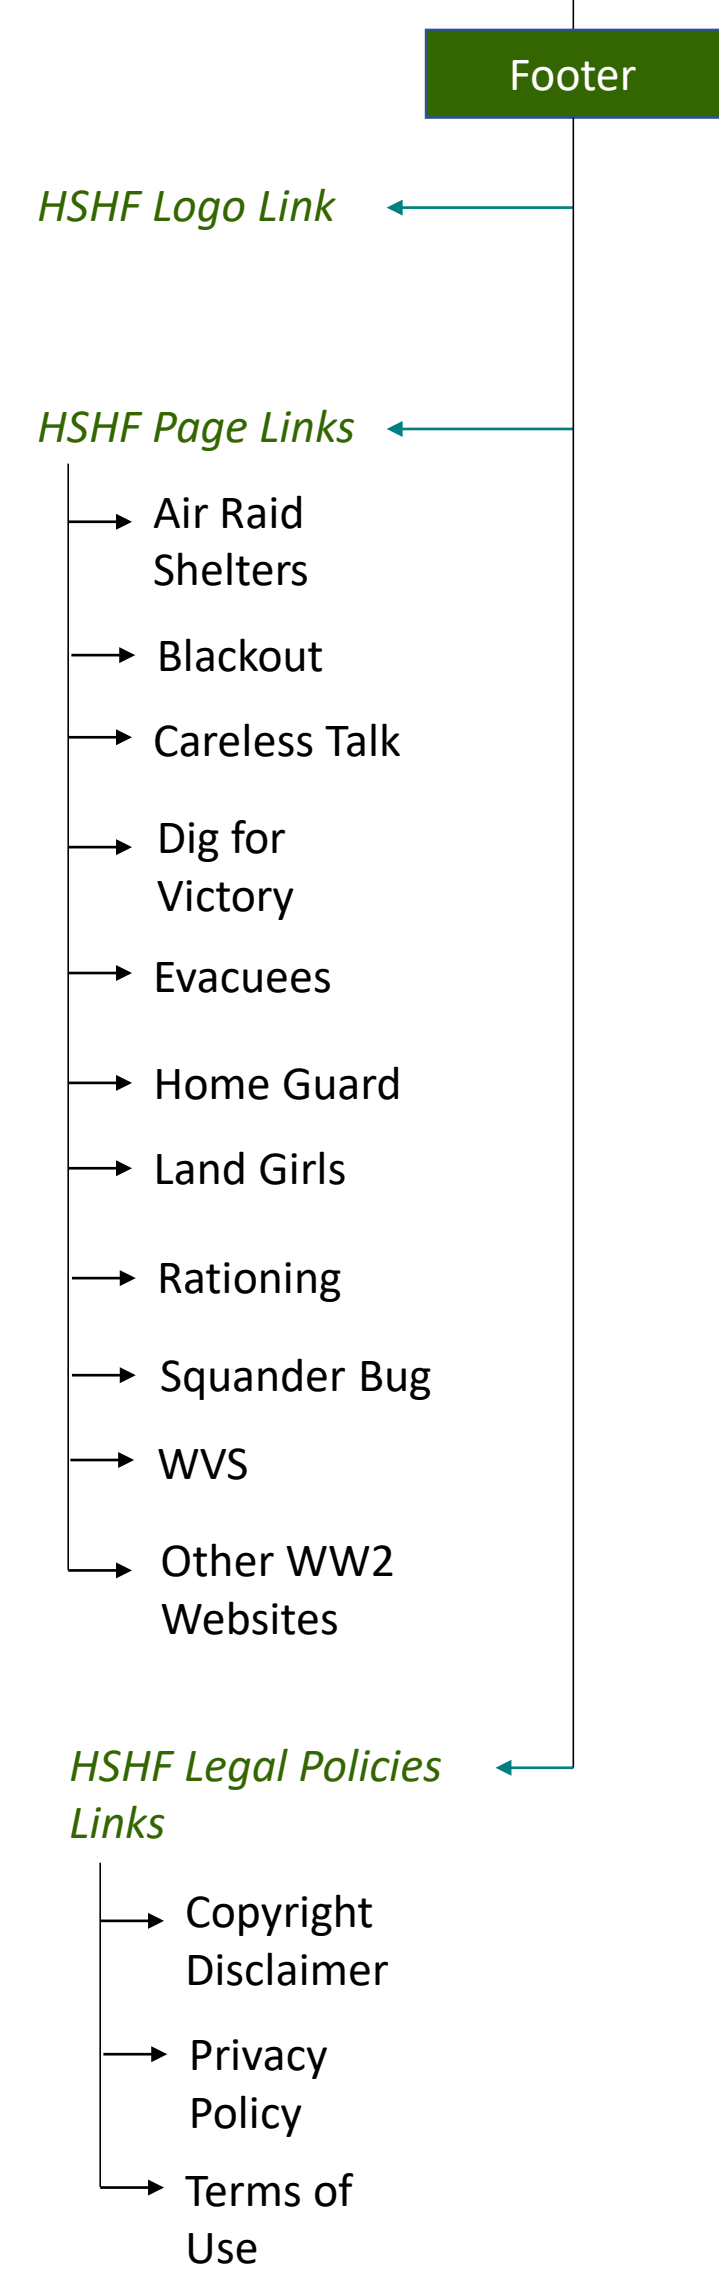 Footer
HSHF Logo Link
HSHF Page Links
Air Raid
Shelters
Blackout
Careless Talk
Dig for
Victory
Evacuees
Home Guard
Land Girls
Rationing
Squander Bug
WVS
Other WW2
Websites
HSHF Legal Policies
Links
Copyright
Disclaimer
Privacy
Policy
Terms of
Use